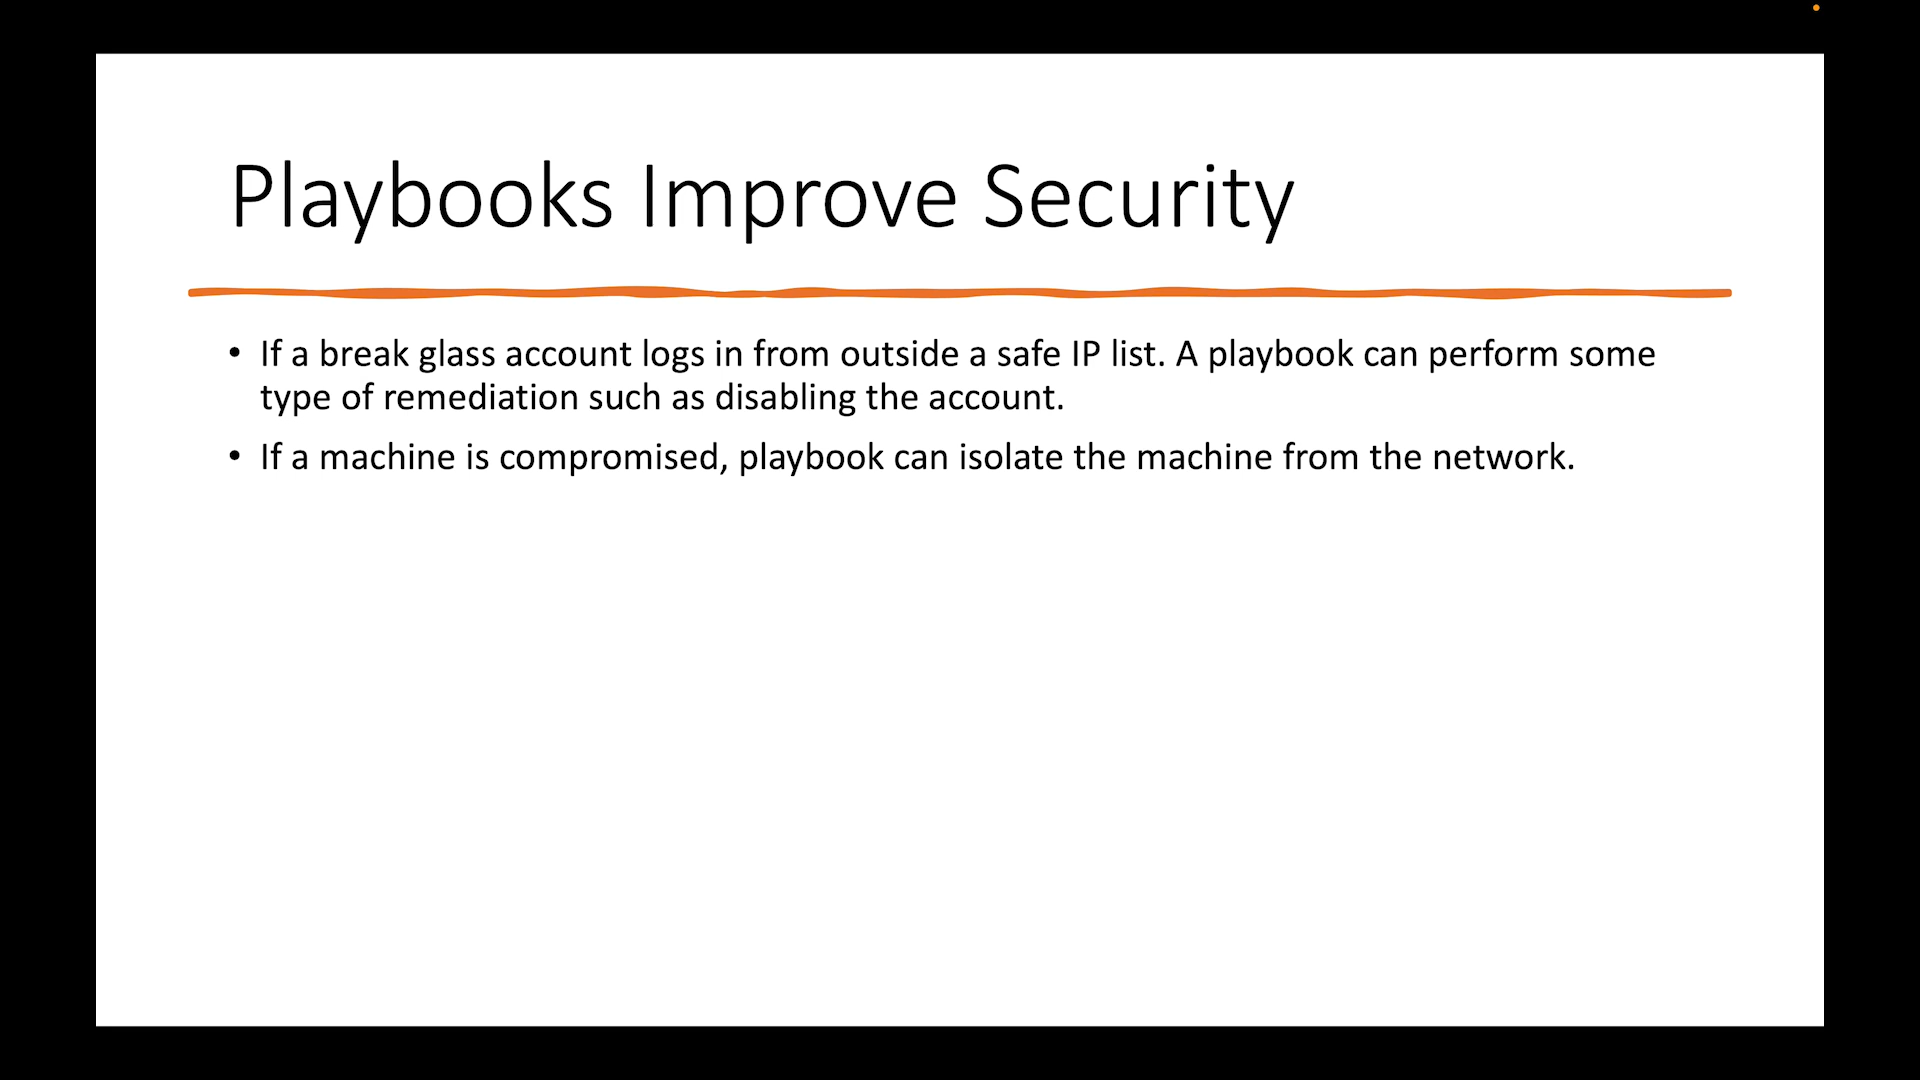 Playbooks Improve Security
• If a break glass account logs in from outside a safe IP list. A playbook can perform some
type of remediation such as disabling the account.
• If a machine is compromised, playbook can isolate the machine from the network.